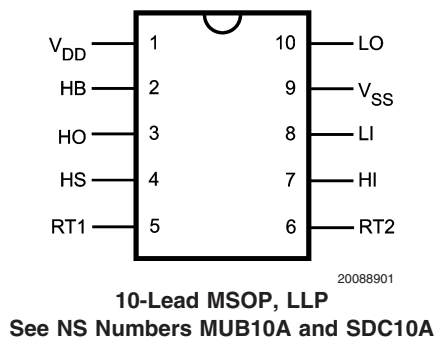 VDD 1 10 LO
HB 2 9 VSS
HO 3 8 LI
HS 4 7 HI
RT1 5 6 RT2
20088901
10-Lead MSOP, LLP
See NS Numbers MUB10A and SDC10A